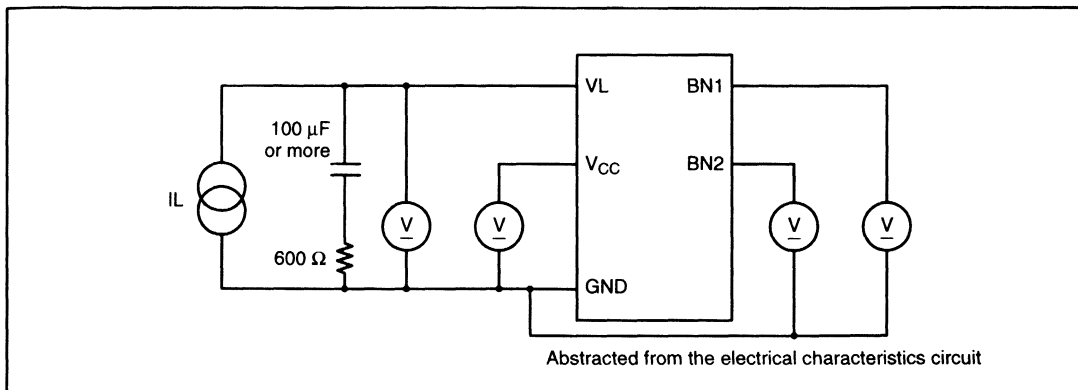 VL
BN1
100 μF
or more
VCC
BN2
IL
V
V
V
V
600 Ω
GND
Abstracted from the electrical characteristics circuit